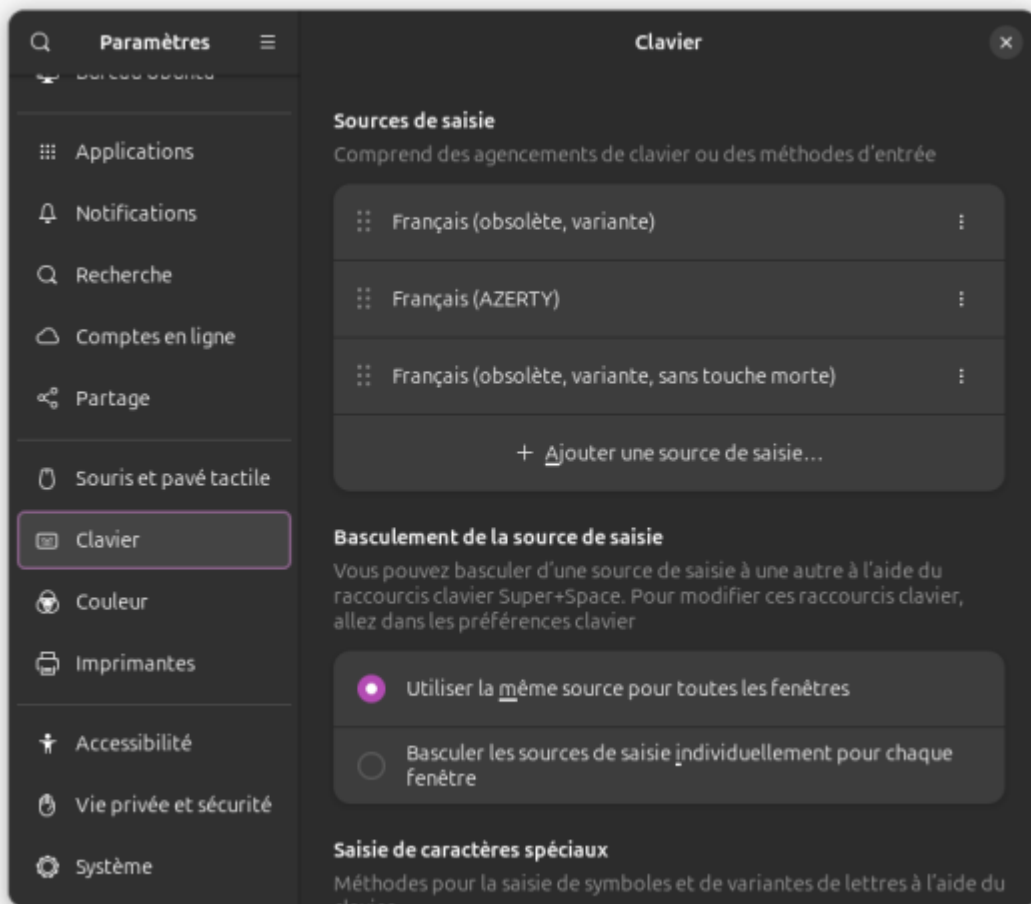 Paramètres
Bureau Ubuntu
Applications
Notifications
Recherche
Comptes en ligne
Partage
Souris et pavé tactile
Clavier
Couleur
Imprimantes
Accessibilité
Vie privée et sécurité
Système
Clavier
Sources de saisie
Comprend des agencements de clavier ou des méthodes d'entrée
Français (obsolète, variante)
Français (AZERTY)
Français (obsolète, variante, sans touche morte)
+ Ajouter une source de saisie…
Basculement de la source de saisie
Vous pouvez basculer d'une source de saisie à une autre à l'aide du
raccourcis clavier Super+Space. Pour modifier ces raccourcis clavier,
allez dans les préférences clavier
Utiliser la même source pour toutes les fenêtres
Basculer les sources de saisie individuellement pour chaque
fenêtre
Saisie de caractères spéciaux
Méthodes pour la saisie de symboles et de variantes de lettres à l'aide du